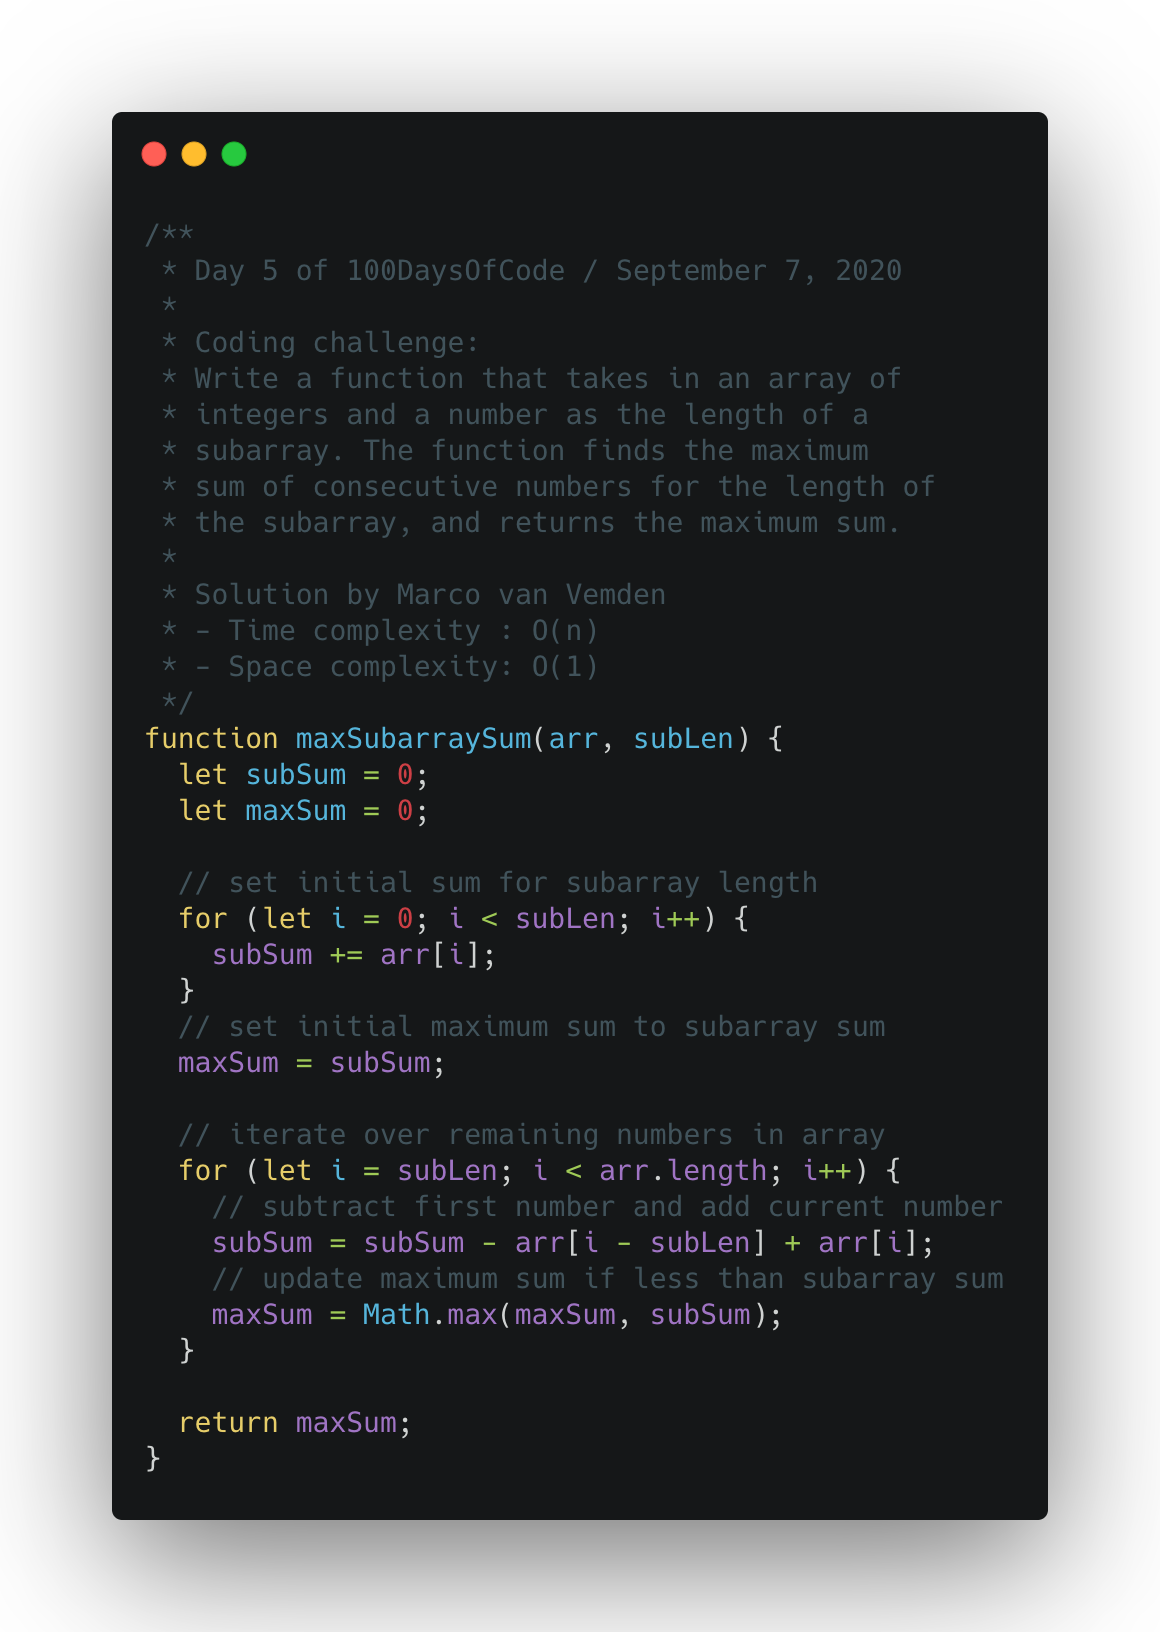 /**
 * Day 5 of 100DaysOfCode / September 7, 2020
 *
 * Coding challenge:
 * Write a function that takes in an array of
 * integers and a number as the length of a
 * subarray. The function finds the maximum
 * sum of consecutive numbers for the length of
 * the subarray, and returns the maximum sum.
 *
 * Solution by Marco van Vemden
 * - Time complexity : O(n)
 * - Space complexity: O(1)
 */
function maxSubarraySum(arr, subLen) {
  let subSum = 0;
  let maxSum = 0;

  // set initial sum for subarray length
  for (let i = 0; i < subLen; i++) {
    subSum += arr[i];
  }
  // set initial maximum sum to subarray sum
  maxSum = subSum;

  // iterate over remaining numbers in array
  for (let i = subLen; i < arr.length; i++) {
    // subtract first number and add current number
    subSum = subSum - arr[i - subLen] + arr[i];
    // update maximum sum if less than subarray sum
    maxSum = Math.max(maxSum, subSum);
  }

  return maxSum;
}